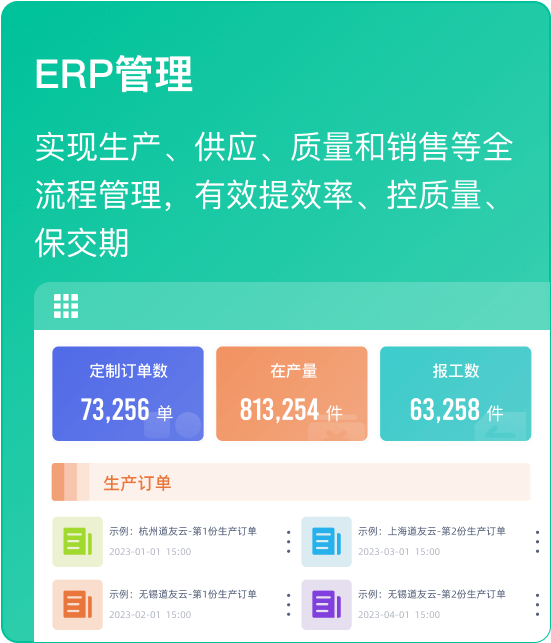 ERP管理
实现生产、供应、质量和销售等全
流程管理，有效提效率、控质量、
保交期
定制订单数
73,256 单
在产量
813,254 件
报工数
63,258 件
生产订单
示例：杭州道友云-第1份生产订单
2023-01-01 15:00
示例：上海道友云-第2份生产订单
2023-03-01 15:00
示例：无锡道友云-第1份生产订单
2023-02-01 15:00
示例：无锡道友云-第2份生产订单
2023-04-01 15:00